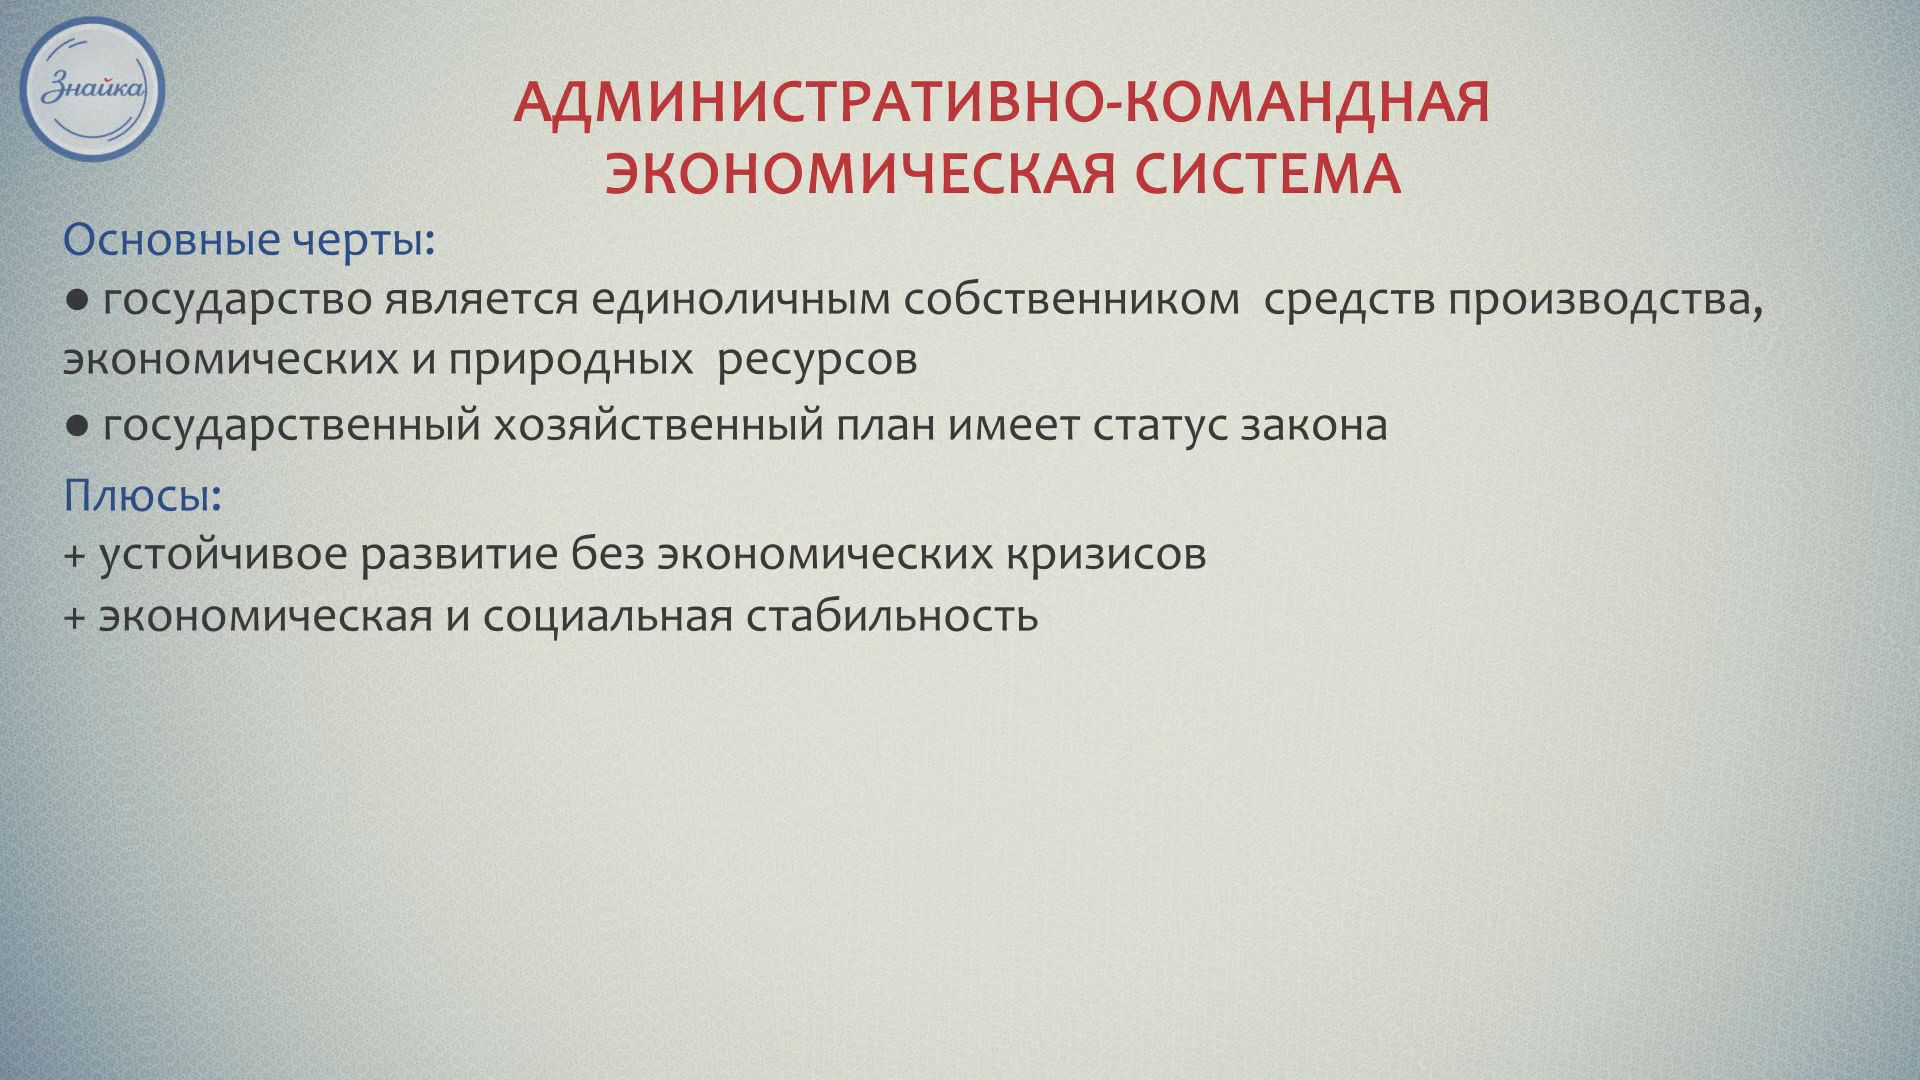 Знайка
АДМИНИСТРАТИВНО-КОМАНДНАЯ
ЭКОНОМИЧЕСКАЯ СИСТЕМА
Основные черты:
● государство является единоличным собственником средств производства,
экономических и природных ресурсов
● государственный хозяйственный план имеет статус закона
Плюсы:
+ устойчивое развитие без экономических кризисов
+ экономическая и социальная стабильность